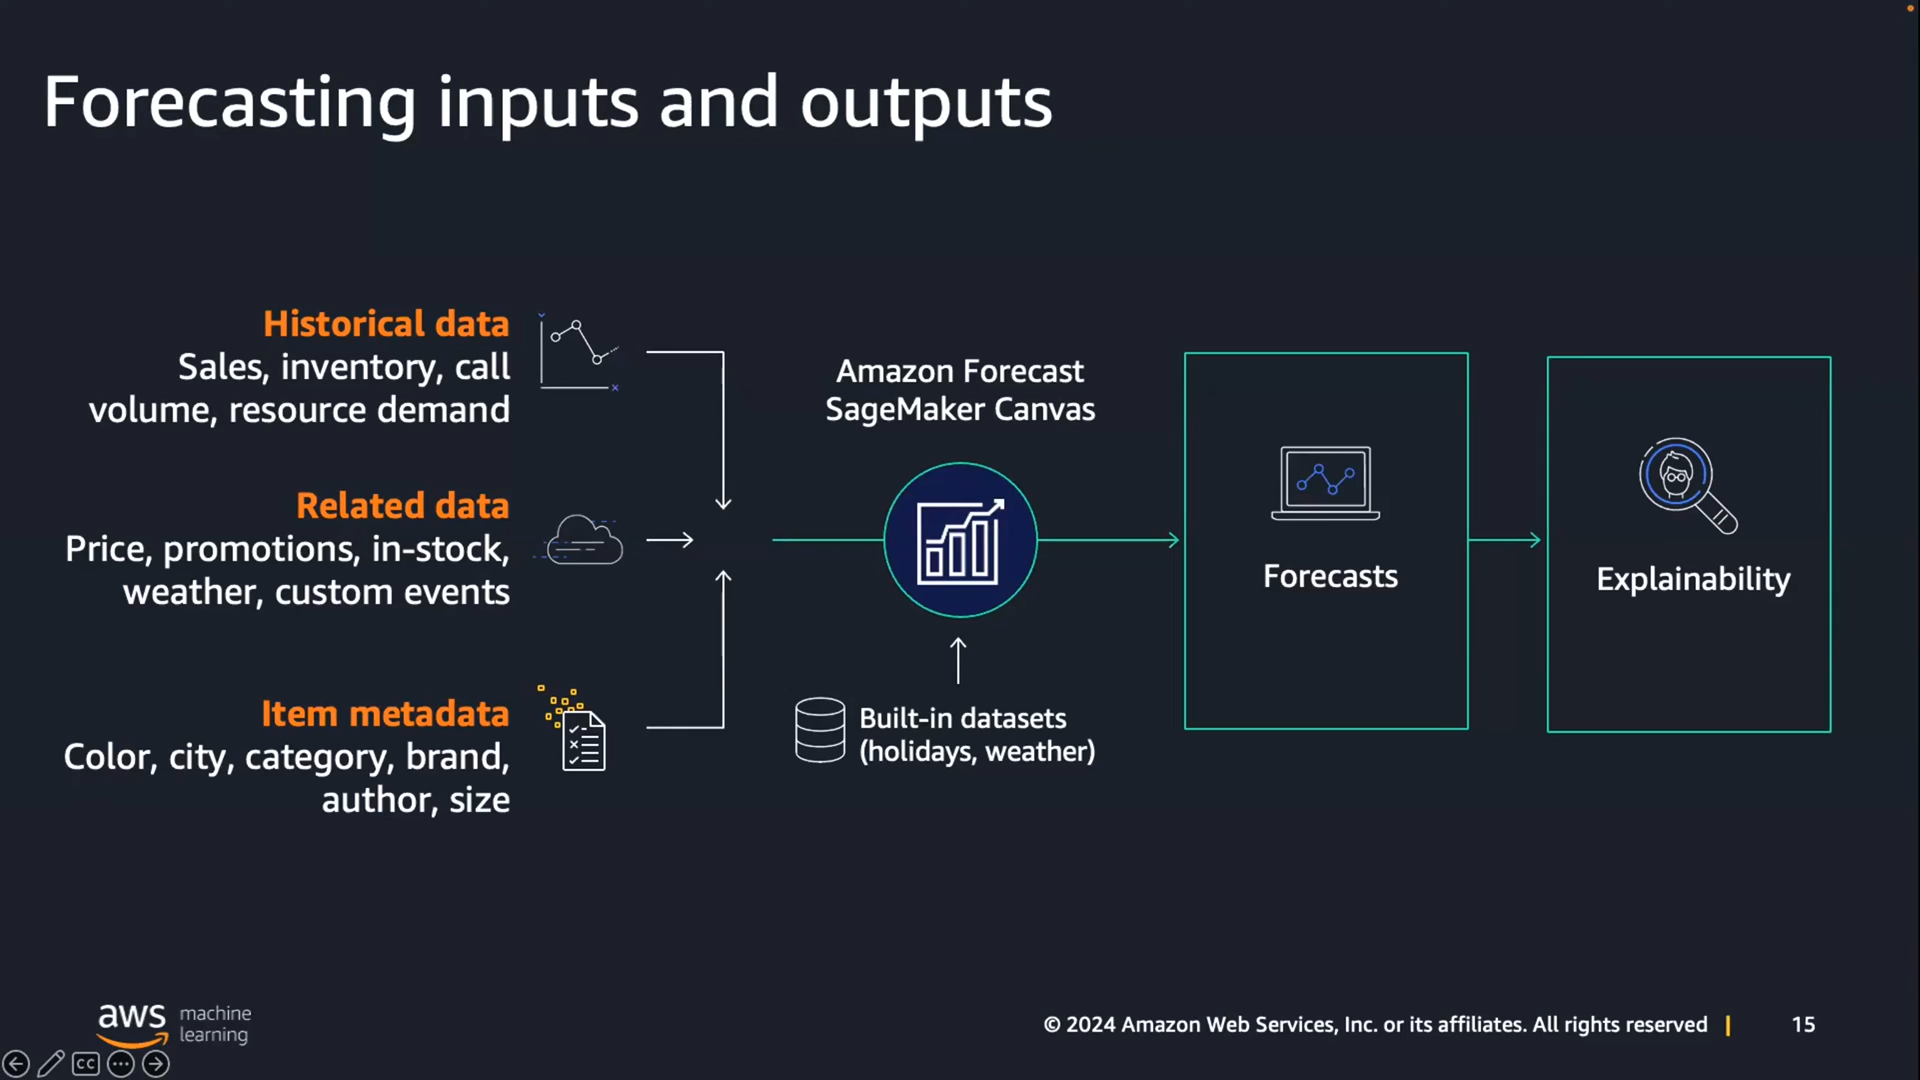 Forecasting inputs and outputs
Historical data
Sales, inventory, call
volume, resource demand
Related data
Price, promotions, in-stock,
weather, custom events
Item metadata
Color, city, category, brand,
author, size
Amazon Forecast
SageMaker Canvas
Built-in datasets
(holidays, weather)
Forecasts
Explainability
aws machine
learning
© 2024 Amazon Web Services, Inc. or its affiliates. All rights reserved | 15
CC